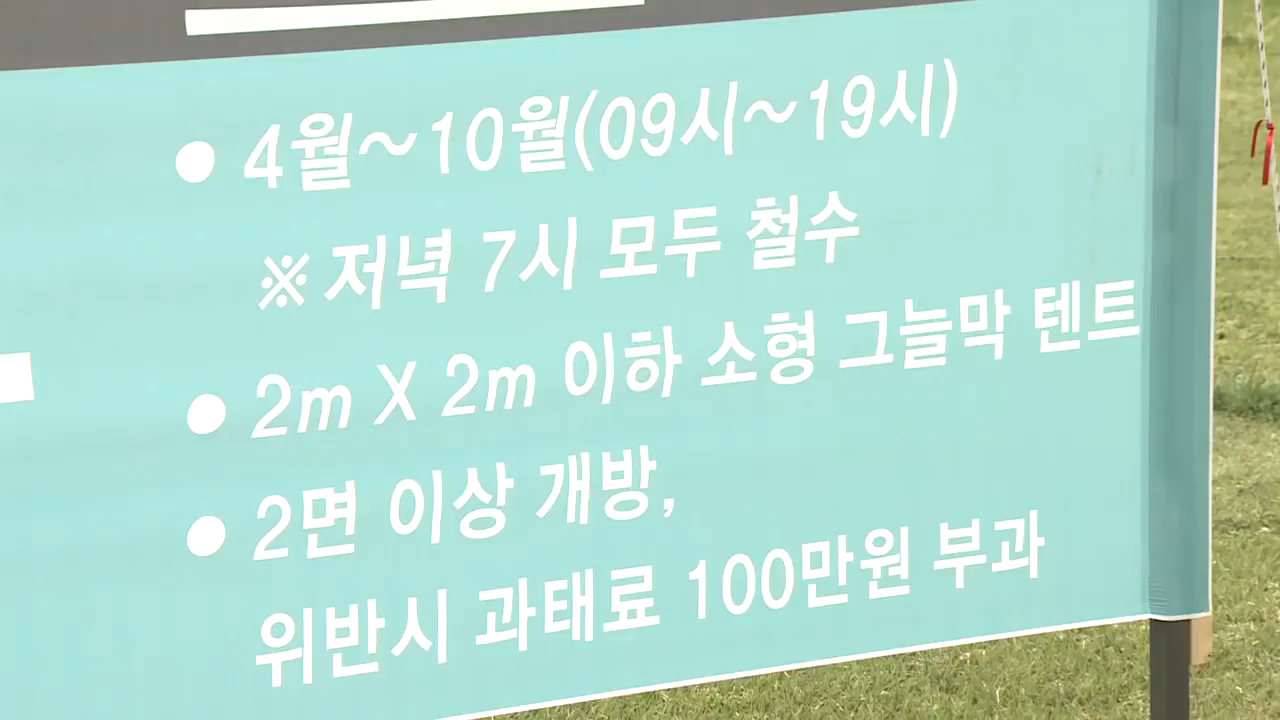 ● 4월~10월(09시~19시)
※ 저녁 7시 모두 철수
● 2m X 2m 이하 소형 그늘막 텐트
● 2면 이상 개방,
위반시 과태료 100만원 부과